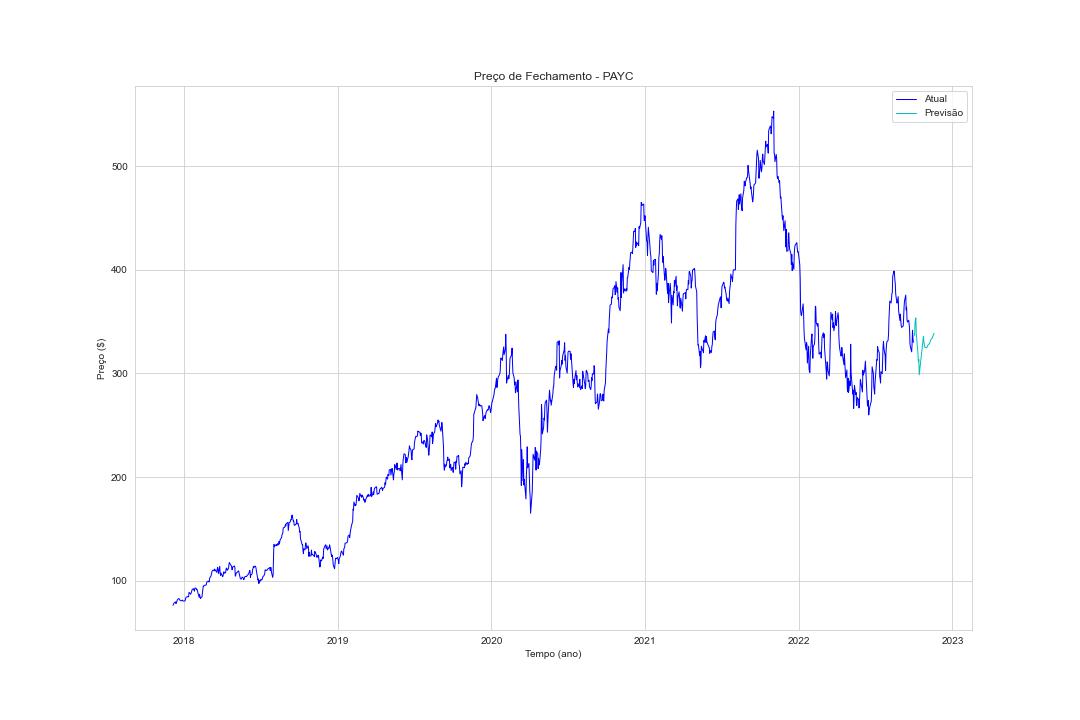 Preço de Fechamento - PAYC
Atual
Previsão
Preço ($)
500
400
300
200
100
2018 2019 2020 2021 2022 2023
Tempo (ano)